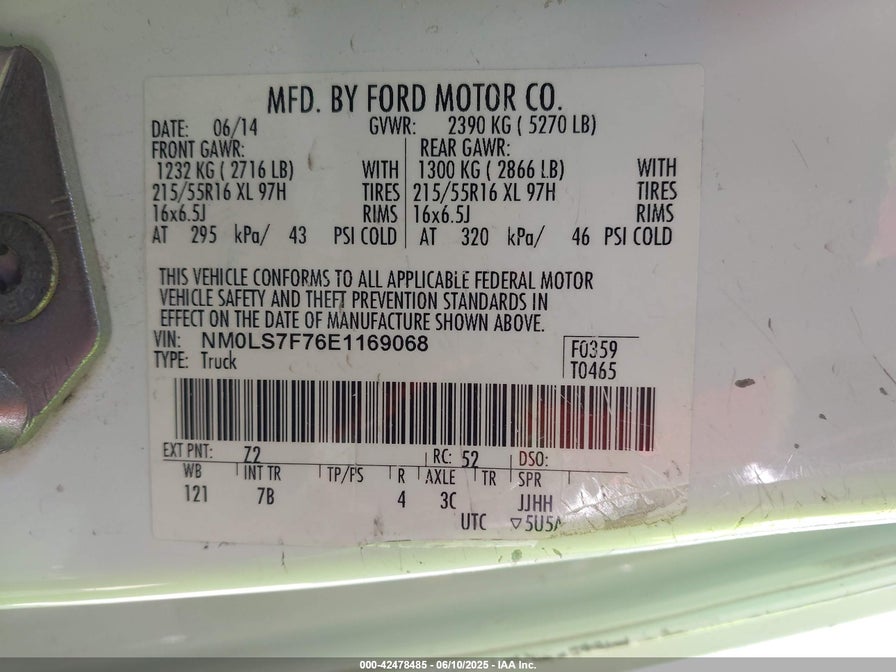 MFD. BY FORD MOTOR CO.
DATE: 06/14 GVWR: 2390 KG ( 5270 LB)
FRONT GAWR: REAR GAWR:
1232 KG ( 2716 LB) WITH 1300 KG ( 2866 LB) WITH
215/55R16 XL 97H TIRES 215/55R16 XL 97H TIRES
16x6.5J RIMS 16x6.5J RIMS
AT 295 kPa/ 43 PSI COLD AT 320 kPa/ 46 PSI COLD
THIS VEHICLE CONFORMS TO ALL APPLICABLE FEDERAL MOTOR
VEHICLE SAFETY AND THEFT PREVENTION STANDARDS IN
EFFECT ON THE DATE OF MANUFACTURE SHOWN ABOVE.
VIN: NM0LS7F76E1169068
TYPE: Truck
F0359
T0465
EXT PNT: Z2 RC: 52 DSO:
WB INT TR TP/PS R AXLE TR SPR
121 7B 4 3C JJHH
UTC ▽5U5A
000-42478485 - 06/10/2025 - IAA Inc.